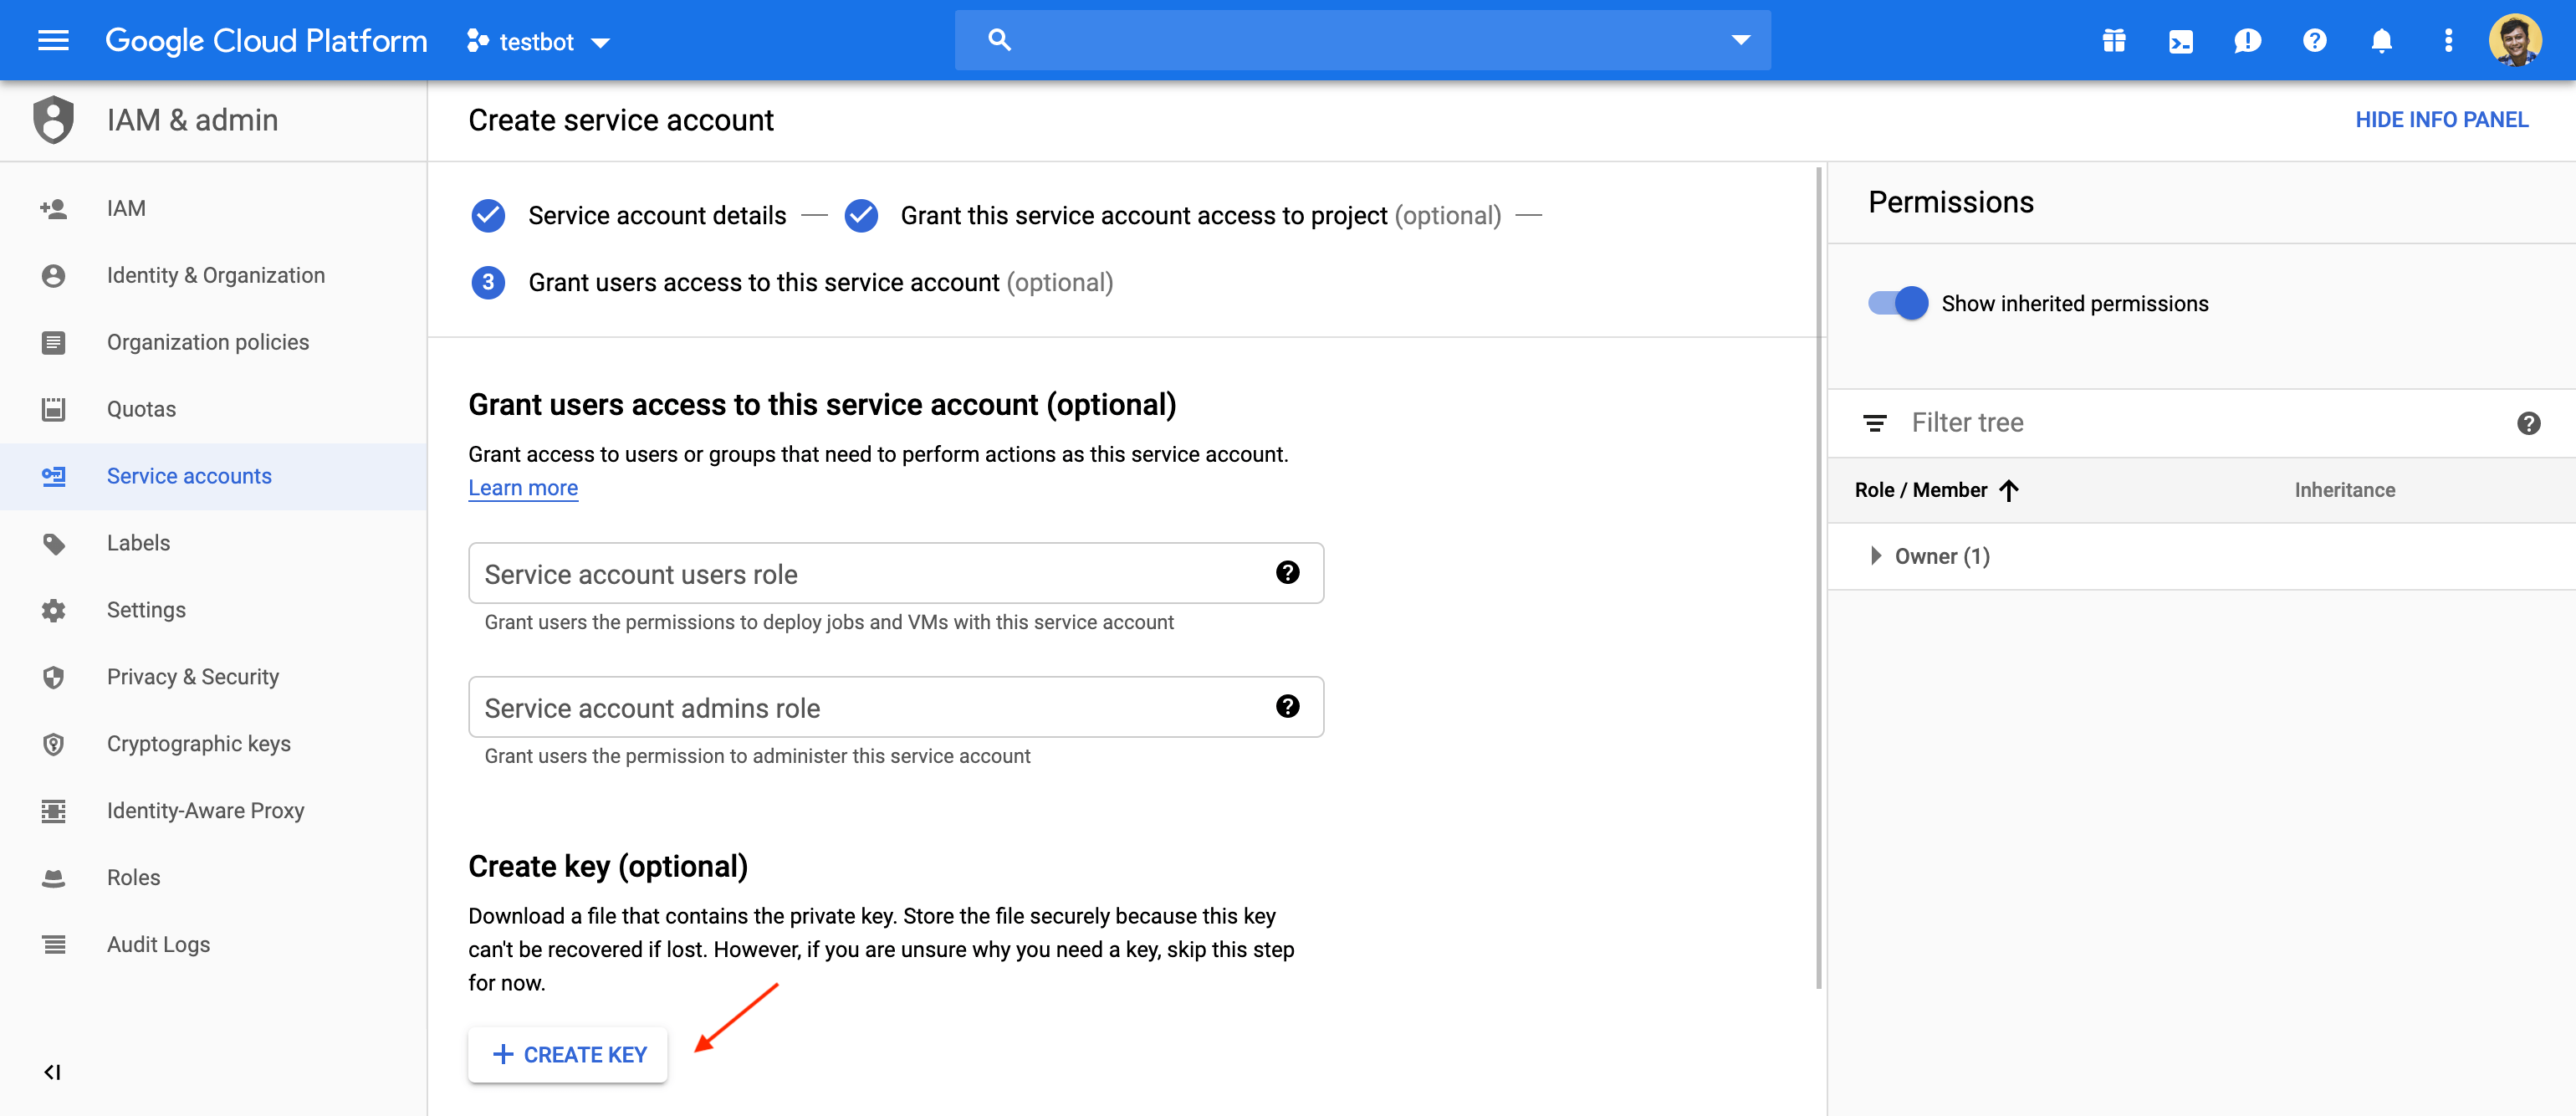 Google Cloud Platform
testbot
IAM & admin
Create service account
HIDE INFO PANEL
IAM
Identity & Organization
Organization policies
Quotas
Service accounts
Labels
Settings
Privacy & Security
Cryptographic keys
Identity-Aware Proxy
Roles
Audit Logs
Service account details
Grant this service account access to project (optional)
3 Grant users access to this service account (optional)
Grant users access to this service account (optional)
Grant access to users or groups that need to perform actions as this service account.
Learn more
Service account users role
Grant users the permissions to deploy jobs and VMs with this service account
Service account admins role
Grant users the permission to administer this service account
Create key (optional)
Download a file that contains the private key. Store the file securely because this key
can't be recovered if lost. However, if you are unsure why you need a key, skip this step
for now.
CREATE KEY
Permissions
Show inherited permissions
Filter tree
Role / Member
Inheritance
Owner (1)